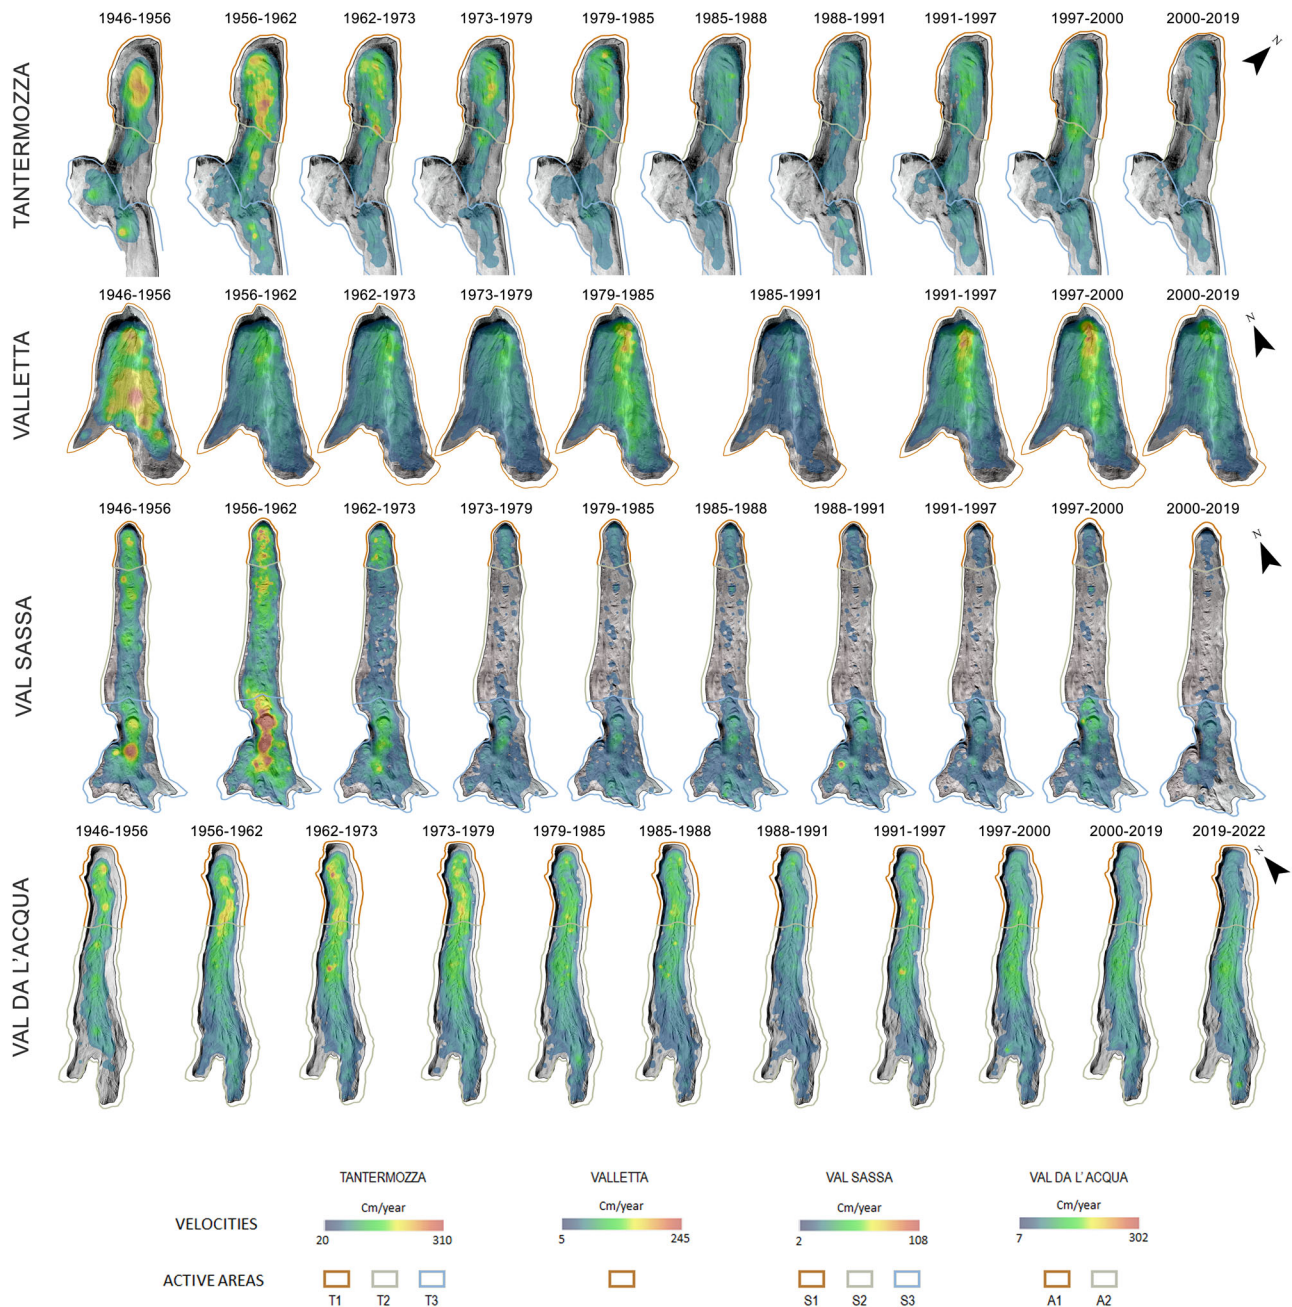 1946-1956 1956-1962 1962-1973 1973-1979 1979-1985 1985-1988 1988-1991 1991-1997 1997-2000 2000-2019
N
TANTERMOZZA
1946-1956 1956-1962 1962-1973 1973-1979 1979-1985 1985-1991 1991-1997 1997-2000 2000-2019
N
VALLETTA
1946-1956 1956-1962 1962-1973 1973-1979 1979-1985 1985-1988 1988-1991 1991-1997 1997-2000 2000-2019
N
VAL SASSA
1946-1956 1956-1962 1962-1973 1973-1979 1979-1985 1985-1988 1988-1991 1991-1997 1997-2000 2000-2019 2019-2022
N
VAL DA L'ACQUA
TANTERMOZZA VALLETTA VAL SASSA VAL DA L' ACQUA
Cm/year Cm/year Cm/year Cm/year
VELOCITIES
20 310 5 245 2 108 7 302
ACTIVE AREAS
T1 T2 T3 S1 S2 S3 A1 A2